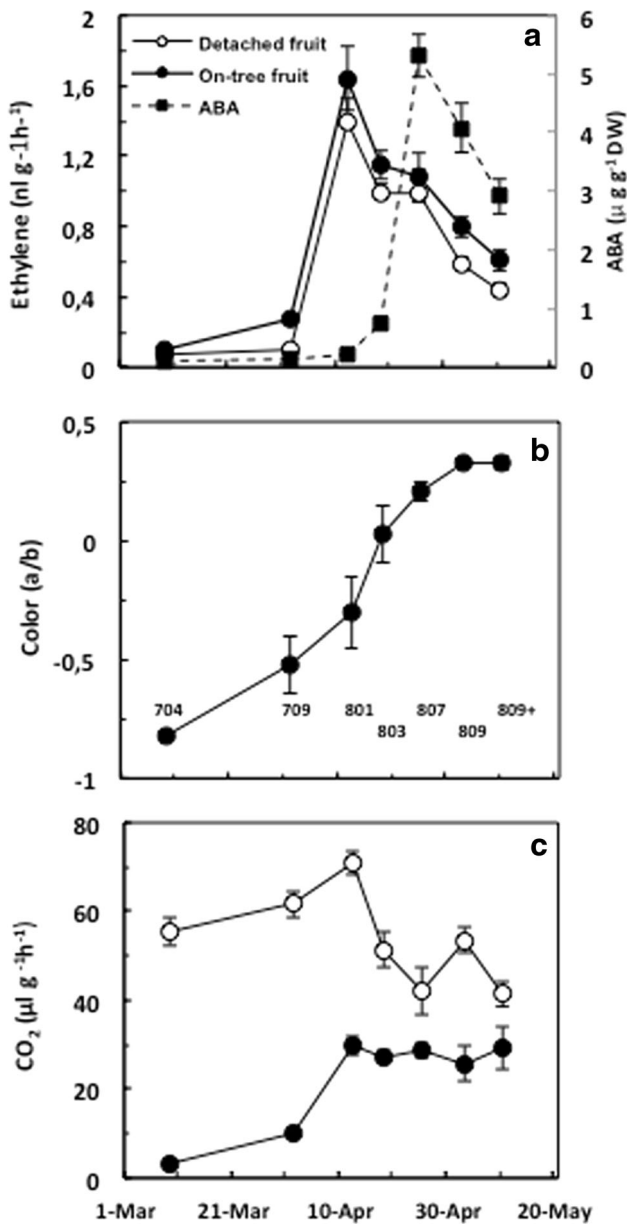 a
Detached fruit
On-tree fruit
ABA
Ethylene (nl g-1h-¹)
2
1,6
1,2
0,8
0,4
0
ABA (µ g g⁻¹DW)
6
5
4
3
2
1
0
b
Color (a/b)
0,5
0
-0,5
-1
704
709
801
803
807
809
809+
c
CO₂ (µl g ⁻¹h⁻¹)
80
60
40
20
0
1-Mar 21-Mar 10-Apr 30-Apr 20-May